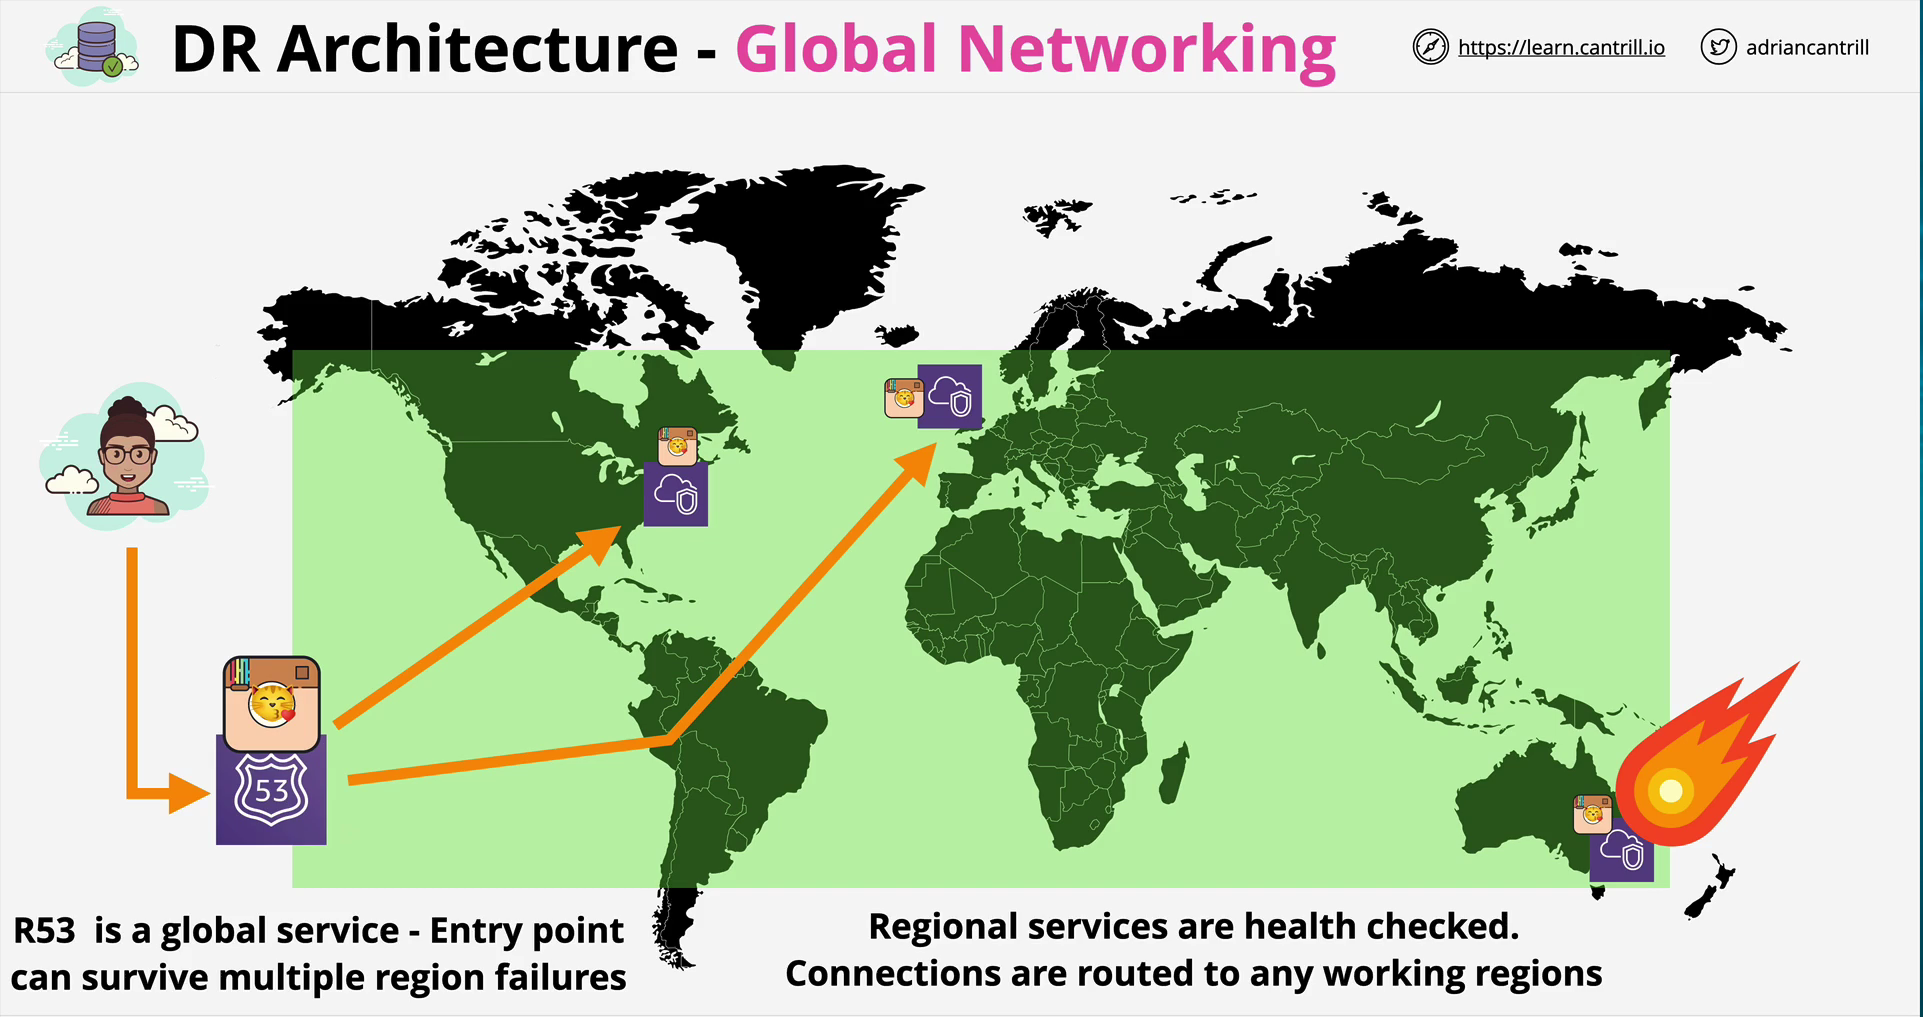 DR Architecture - Global Networking
https://learn.cantrill.io
adriancantrill
53
R53 is a global service - Entry point
can survive multiple region failures
Regional services are health checked.
Connections are routed to any working regions